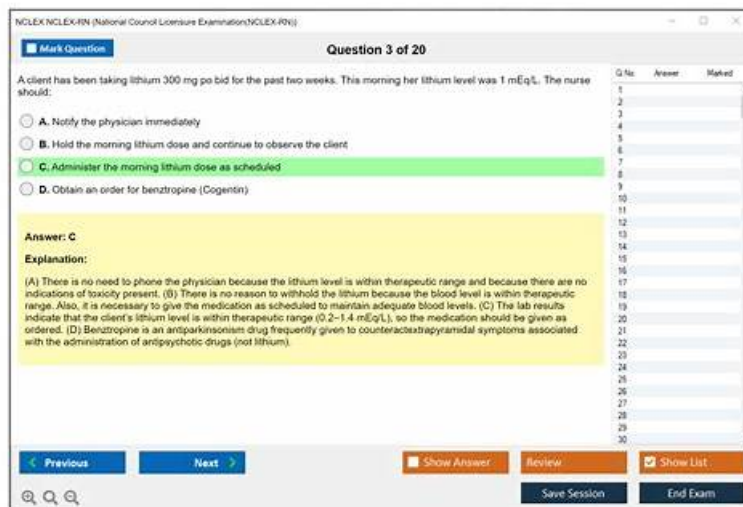 NCLEX NCLEX-RN (National Council Licensure Examination(NCLEX-RN))
Mark Question
Question 3 of 20
A client has been taking lithium 300 mg po bid for the past two weeks. This morning her lithium level was 1 mEq/L. The nurse
should:
A. Notify the physician immediately
B. Hold the morning lithium dose and continue to observe the client
C. Administer the morning lithium dose as scheduled
D. Obtain an order for benztropine (Cogentin)
Answer: C
Explanation:
(A) There is no need to phone the physician because the lithium level is within therapeutic range and because there are no
indications of toxicity present. (B) There is no reason to withhold the lithium because the blood level is within therapeutic
range. Also, it is necessary to give the medication as scheduled to maintain adequate blood levels. (C) The lab results
indicate that the client's lithium level is within therapeutic range (0.2–1.4 mEq/L), so the medication should be given as
ordered. (D) Benztropine is an antiparkinsonism drug frequently given to counteractextrapyramidal symptoms associated
with the administration of antipsychotic drugs (not lithium).
Q.No Answer Marked
1
2
3
4
5
6
7
8
9
10
11
12
13
14
15
16
17
18
19
20
21
22
23
24
25
26
27
28
29
30
Previous
Next
Show Answer
Review
Show List
Save Session
End Exam